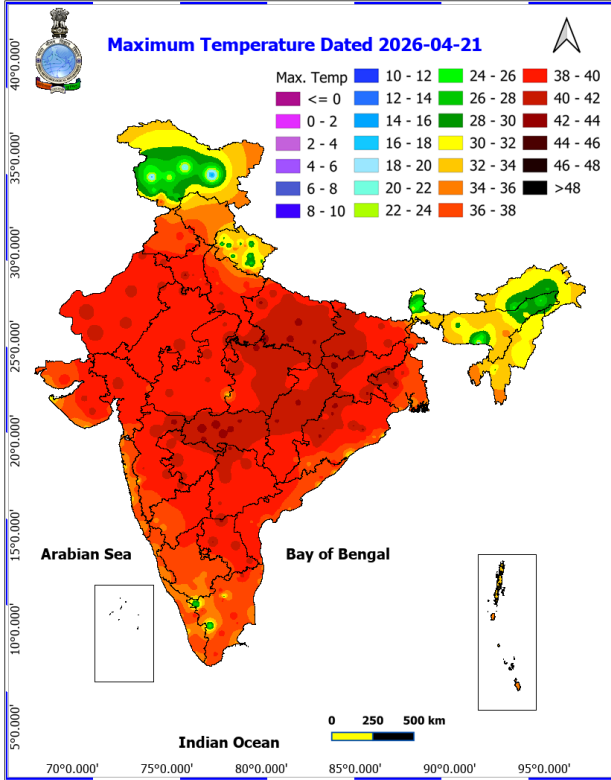 Maximum Temperature Dated 2026-04-21
Max. Temp
<= 0
0 - 2
2 - 4
4 - 6
6 - 8
8 - 10
10 - 12
12 - 14
14 - 16
16 - 18
18 - 20
20 - 22
22 - 24
24 - 26
26 - 28
28 - 30
30 - 32
32 - 34
34 - 36
36 - 38
38 - 40
40 - 42
42 - 44
44 - 46
46 - 48
>48
40°0.000'
35°0.000'
30°0.000'
25°0.000'
20°0.000'
15°0.000'
10°0.000'
5°0.000'
Arabian Sea
Bay of Bengal
Indian Ocean
0 250 500 km
70°0.000' 75°0.000' 80°0.000' 85°0.000' 90°0.000' 95°0.000'